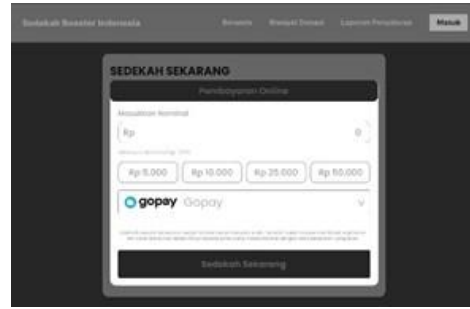 Sedekah Booster Indonesia
Beranda Riwayat Donasi Laporan Penyaluran Masuk
SEDEKAH SEKARANG
Pembayaran Online
Masukkan Nominal
Rp 0
Rp 5.000 Rp 10.000 Rp 25.000 Rp 50.000
gopay Gopay
Sedekah Sekarang